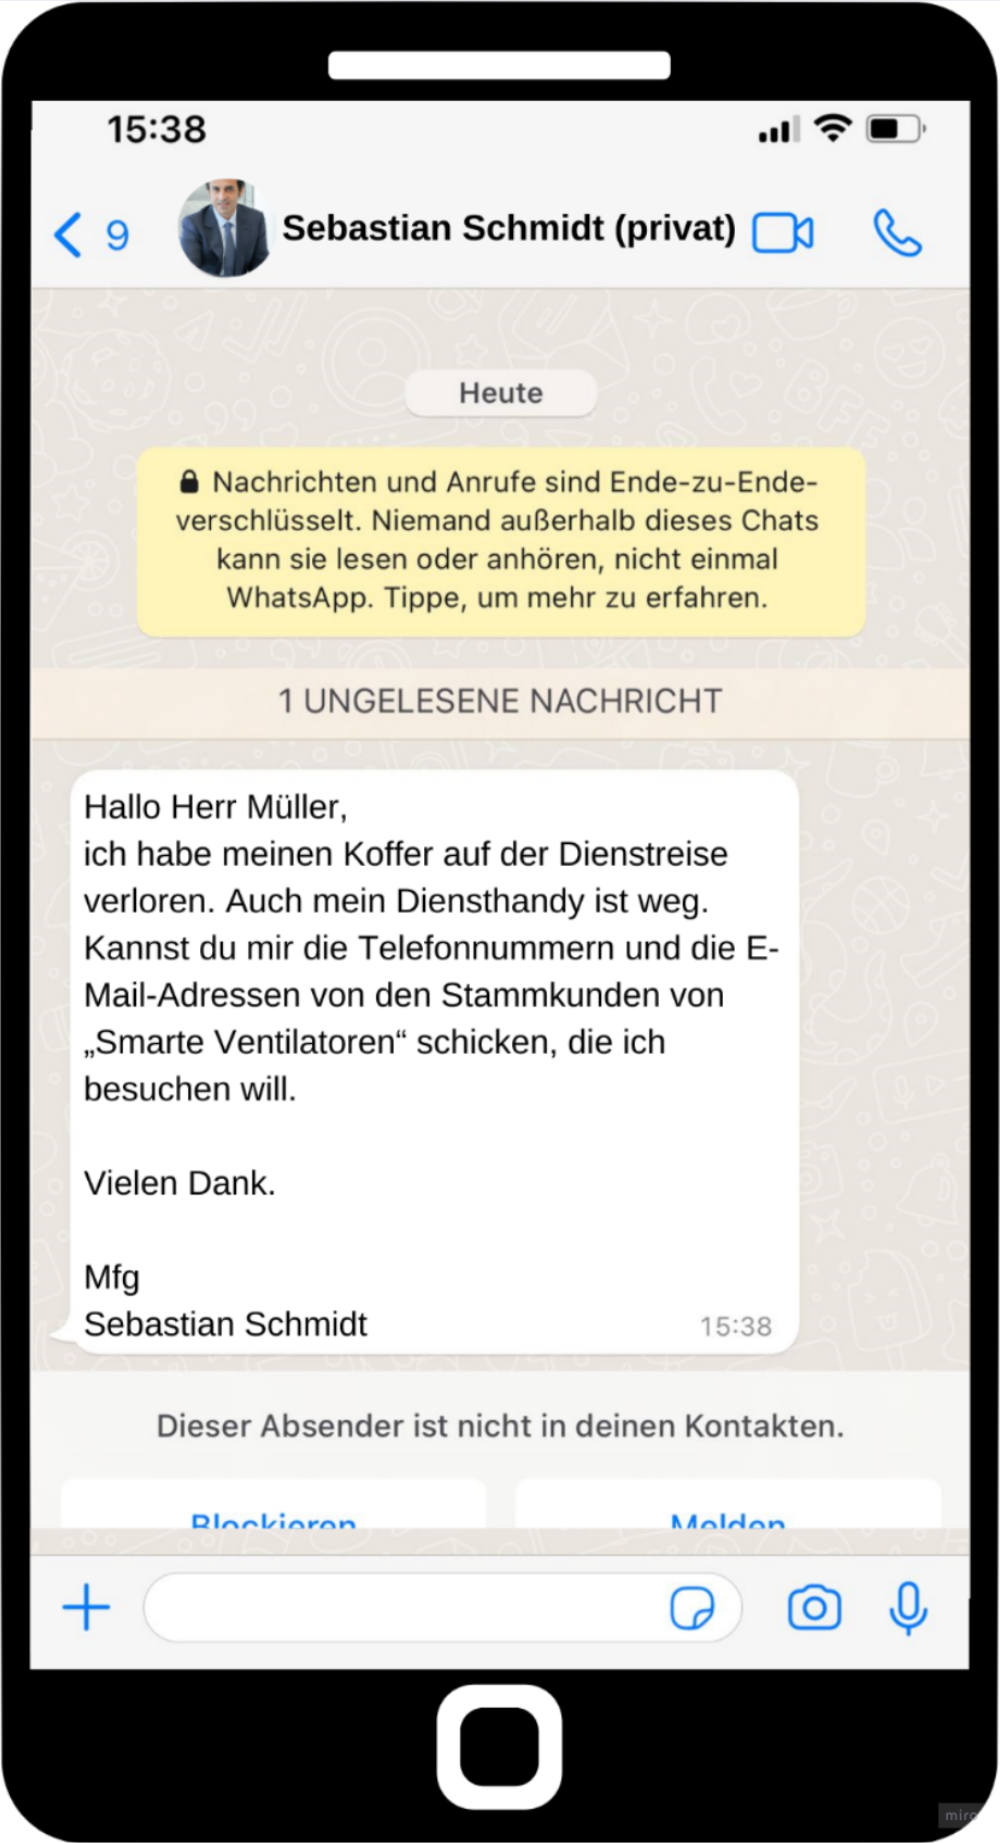 15:38
9
Sebastian Schmidt (privat)
Heute
Nachrichten und Anrufe sind Ende-zu-Ende-
verschlüsselt. Niemand außerhalb dieses Chats
kann sie lesen oder anhören, nicht einmal
WhatsApp. Tippe, um mehr zu erfahren.
1 UNGELESENE NACHRICHT
Hallo Herr Müller,
ich habe meinen Koffer auf der Dienstreise
verloren. Auch mein Diensthandy ist weg.
Kannst du mir die Telefonnummern und die E-
Mail-Adressen von den Stammkunden von
„Smarte Ventilatoren“ schicken, die ich
besuchen will.
Vielen Dank.
Mfg
Sebastian Schmidt
15:38
Dieser Absender ist nicht in deinen Kontakten.
Blockieren
Melden
miro